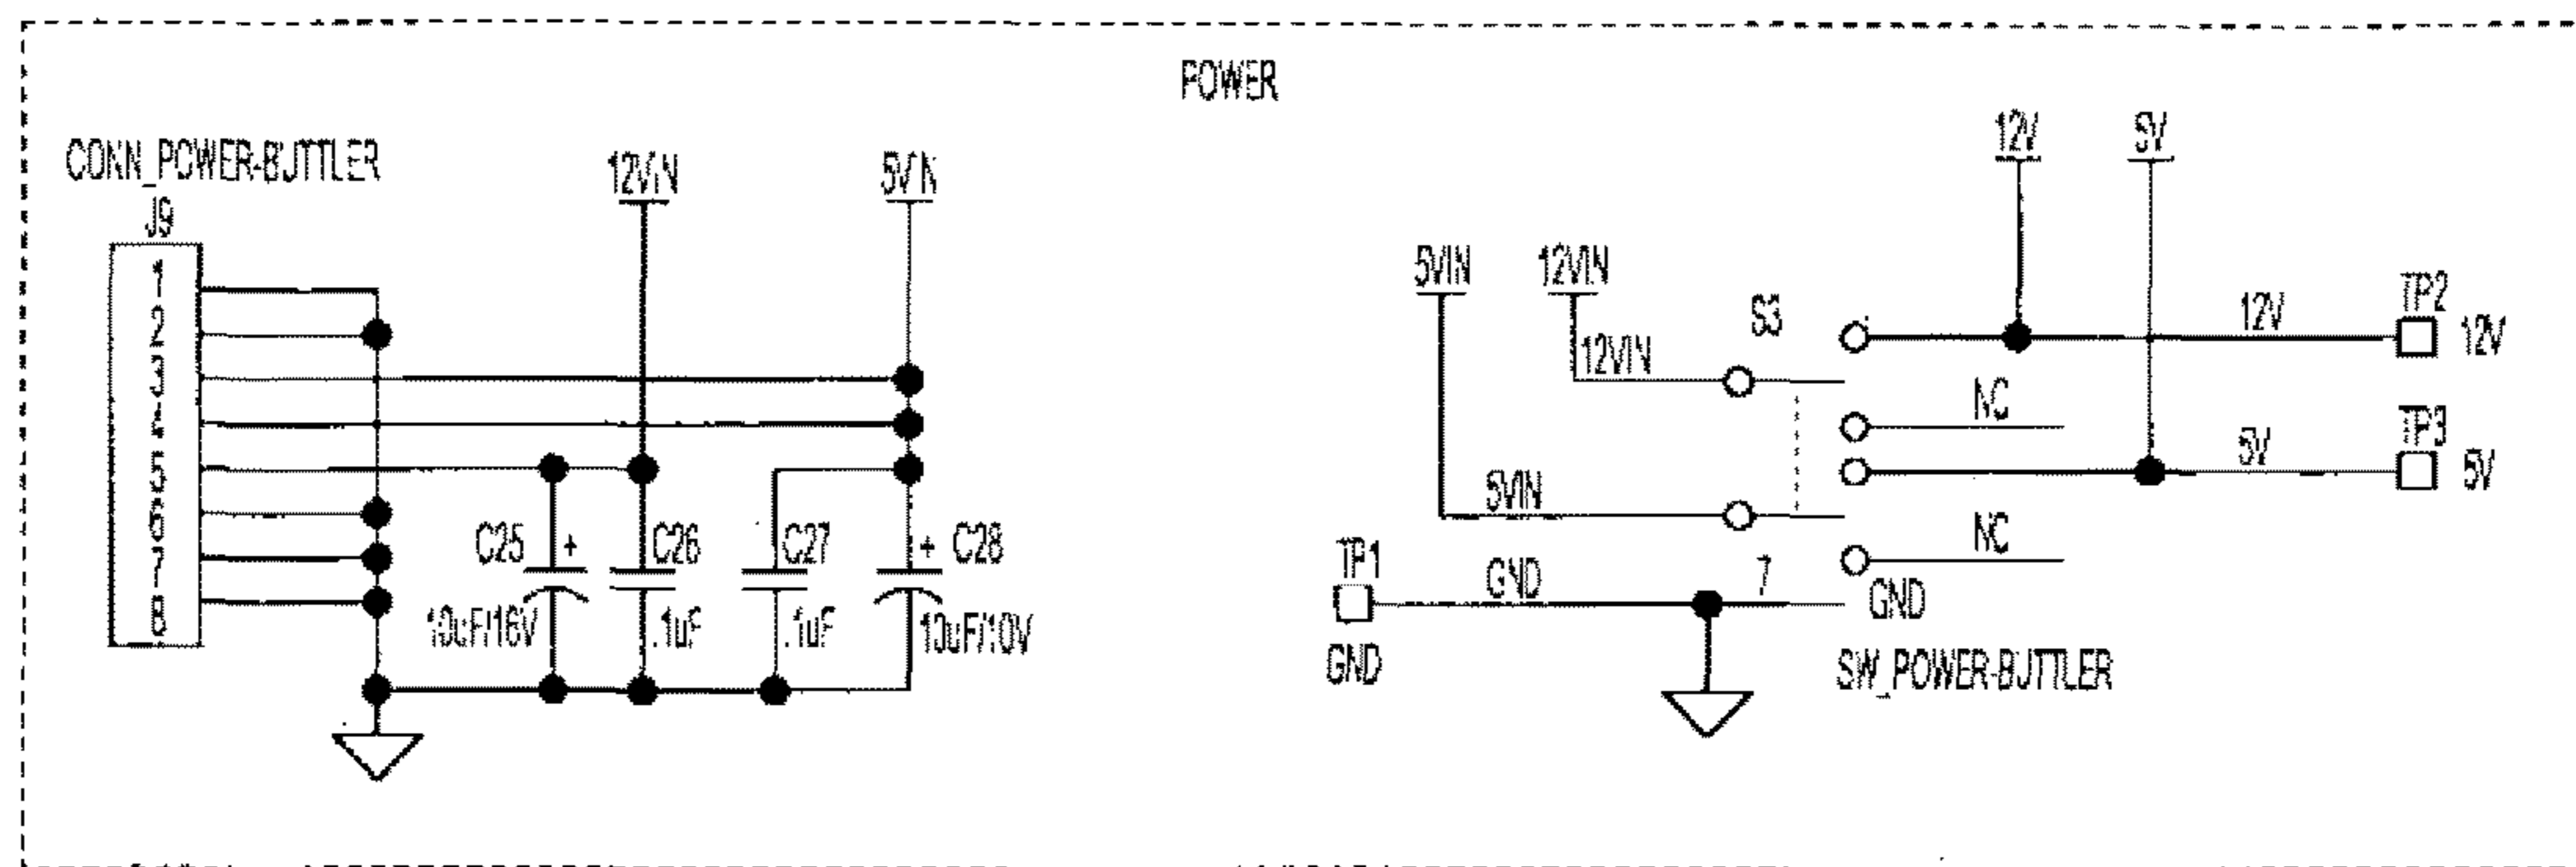 POWER
CONN_POWER-BUTTLER
J9
1
2
3
4
5
6
7
8
12VIN
5VIN
C25
+
10uF/16V
C26
.1uF
C27
.1uF
+
C28
10uF/10V
5VIN
12VIN
12VIN
5VIN
S3
12V
5V
12V
TP2
12V
NC
5V
TP3
5V
NC
TP1
GND
GND
7
GND
SW_POWER-BUTTLER